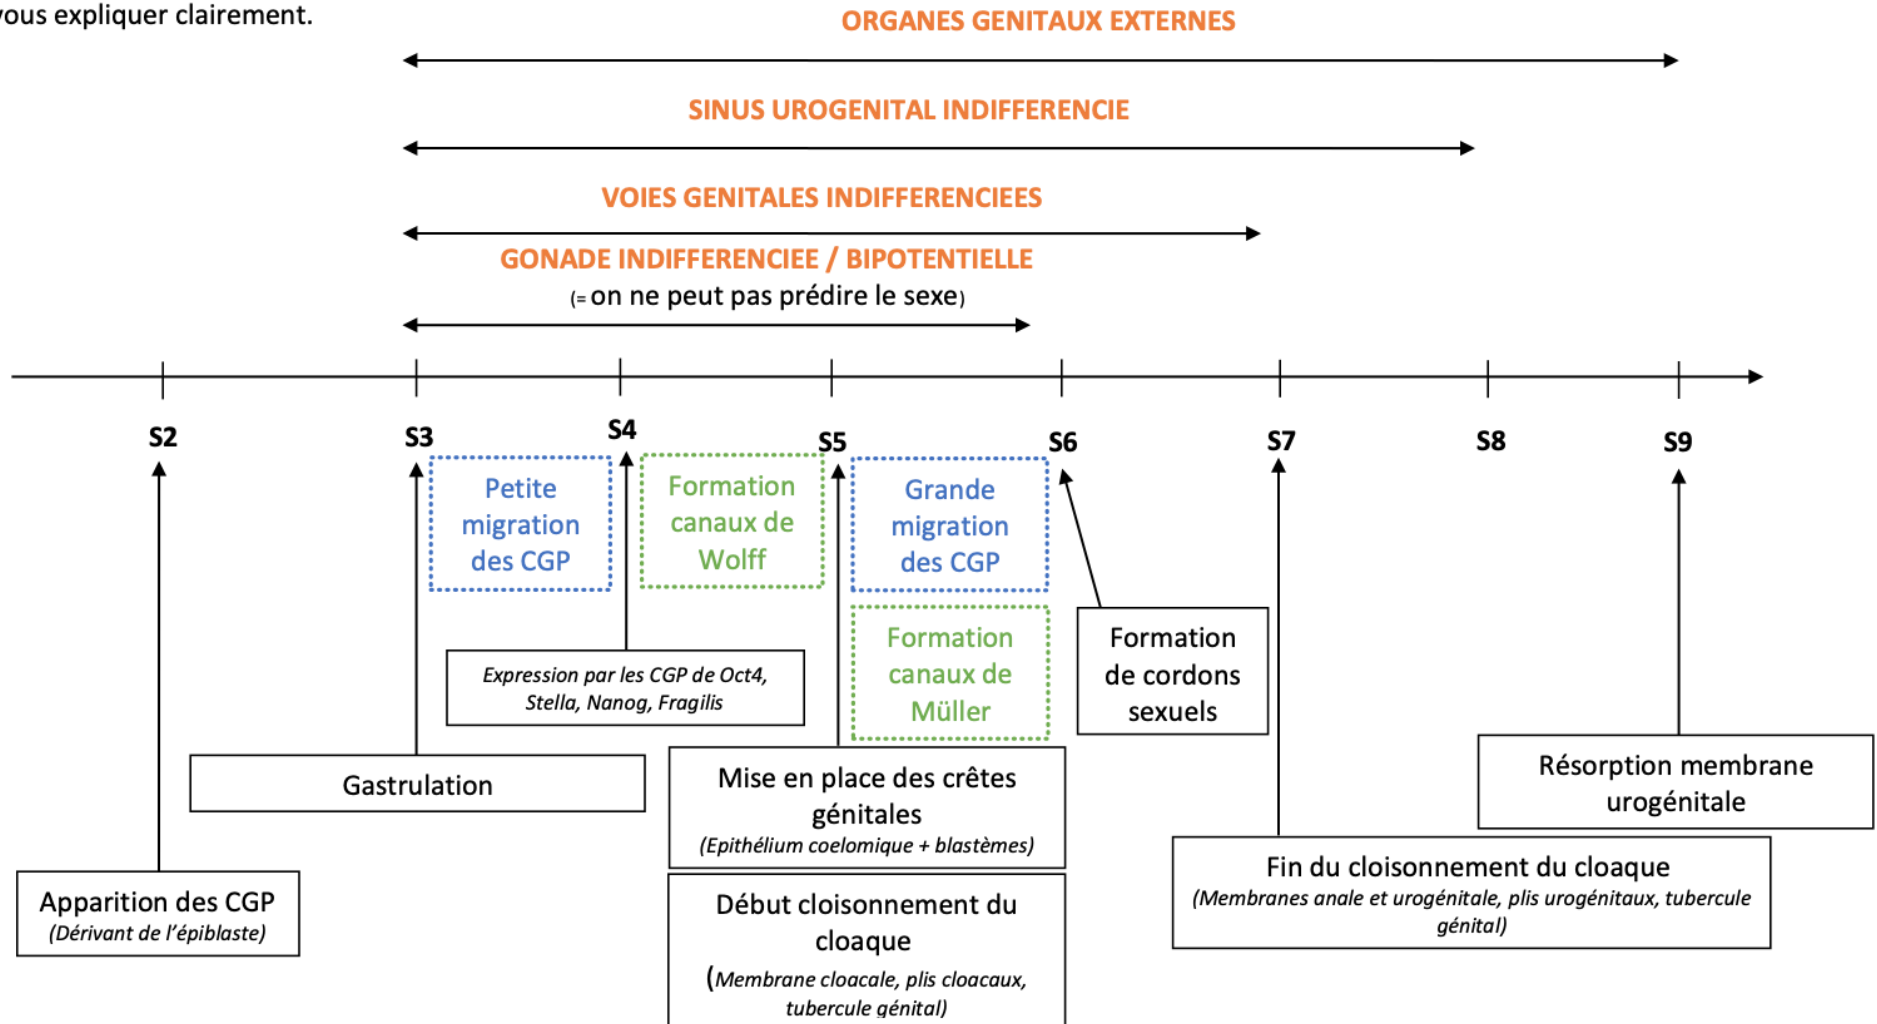 vous expliquer clairement.
ORGANES GENITAUX EXTERNES
SINUS UROGENITAL INDIFFERENCIE
VOIES GENITALES INDIFFERENCIEES
GONADE INDIFFERENCIEE / BIPOTENTIELLE
(= on ne peut pas prédire le sexe)
S2
S3
S4
S5
S6
S7
S8
S9
Petite
migration
des CGP
Formation
canaux de
Wolff
Grande
migration
des CGP
Formation
canaux de
Müller
Formation
de cordons
sexuels
Expression par les CGP de Oct4,
Stella, Nanog, Fragilis
Gastrulation
Mise en place des crêtes
génitales
(Epithélium coelomique + blastèmes)
Résorption membrane
urogénitale
Apparition des CGP
(Dérivant de l’épiblaste)
Début cloisonnement du
cloaque
(Membrane cloacale, plis cloacaux,
tubercule génital)
Fin du cloisonnement du cloaque
(Membranes anale et urogénitale, plis urogénitaux, tubercule
génital)